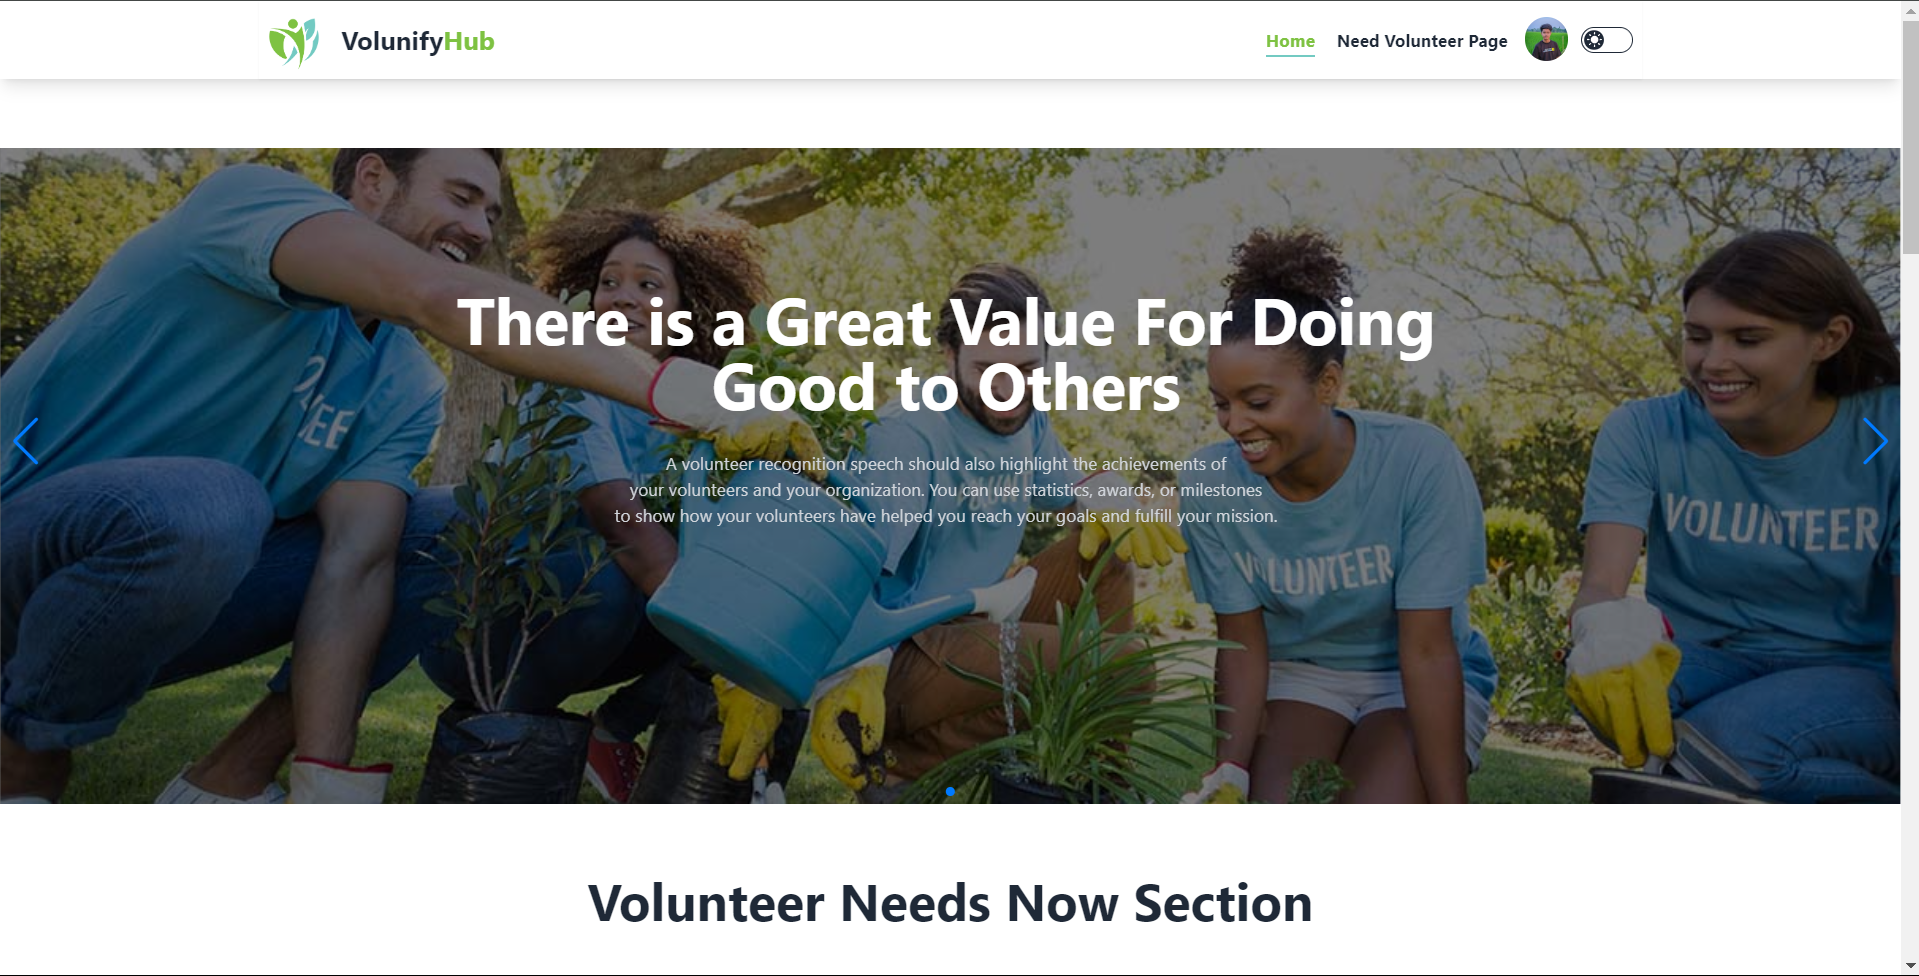 VolunifyHub
Home
Need Volunteer Page
There is a Great Value For Doing
Good to Others
A volunteer recognition speech should also highlight the achievements of
your volunteers and your organization. You can use statistics, awards, or milestones
to show how your volunteers have helped you reach your goals and fulfill your mission.
VOLUNTEER
VOLUNTEER
Volunteer Needs Now Section